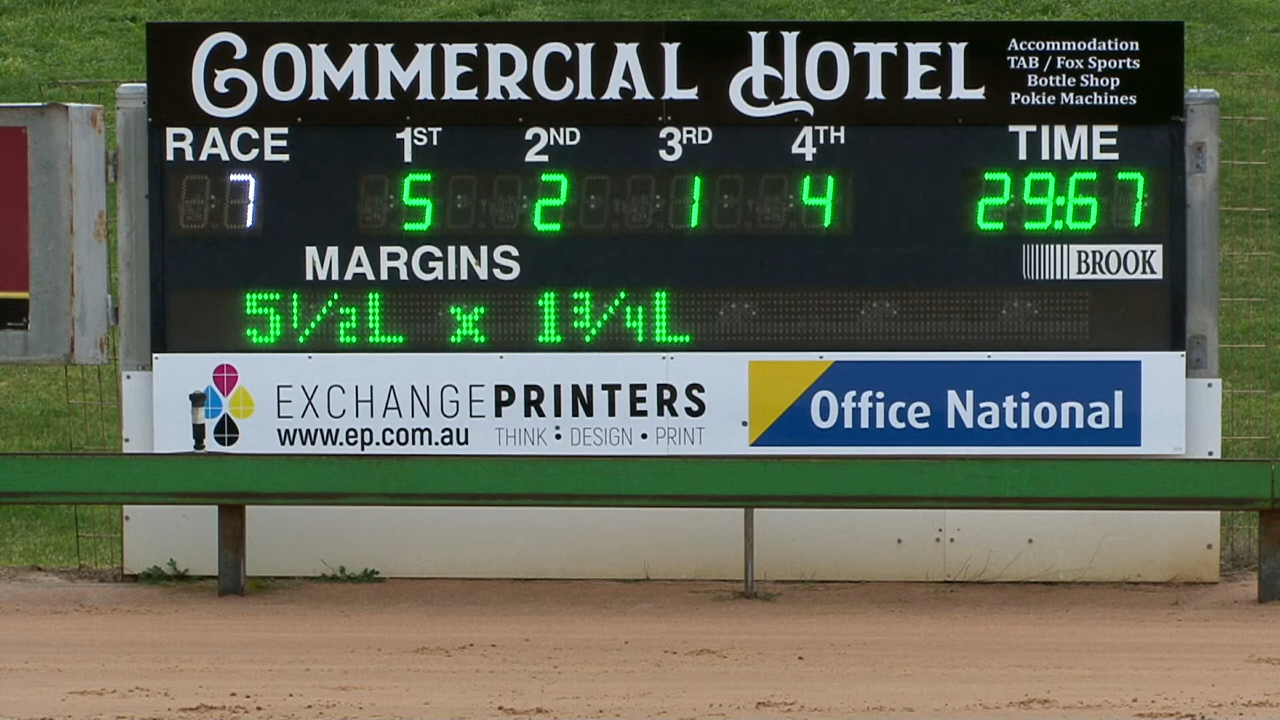 COMMERCIAL HOTEL
Accommodation
TAB / Fox Sports
Bottle Shop
Pokie Machines
RACE 1ST 2ND 3RD 4TH TIME
7 5 2 1 4 29:67
MARGINS
BROOK
5½L x 1¾L
EXCHANGEPRINTERS
www.ep.com.au THINK • DESIGN • PRINT
Office National